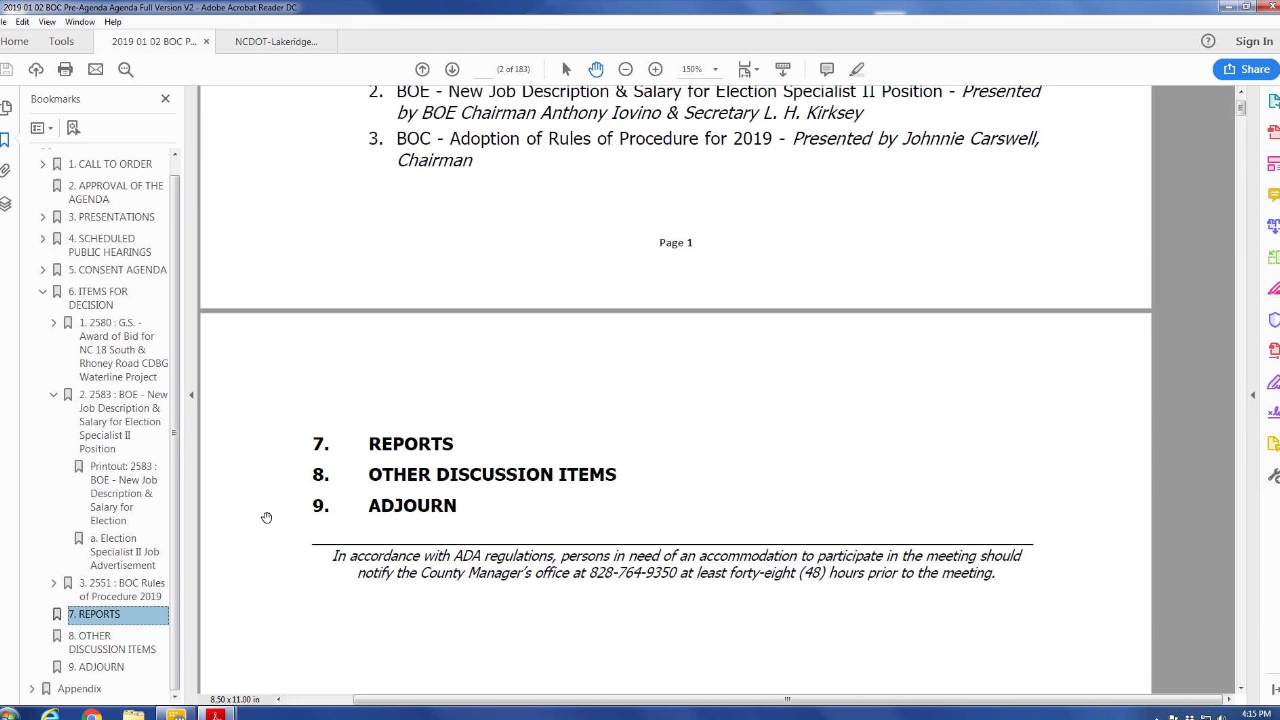 2019 01 02 BOC Pre-Agenda Agenda Full Version V2 - Adobe Acrobat Reader DC
Edit View Window Help
Home Tools 2019 01 02 BOC P... × NCDOT-Lakeridge... Sign In
(2 of 183) 150% Share
Bookmarks
1. CALL TO ORDER
2. APPROVAL OF THE
AGENDA
3. PRESENTATIONS
4. SCHEDULED
PUBLIC HEARINGS
5. CONSENT AGENDA
6. ITEMS FOR
DECISION
1. 2580 : G.S. -
Award of Bid for
NC 18 South &
Rhoney Road CDBG
Waterline Project
2. 2583 : BOE - New
Job Description &
Salary for Election
Specialist II
Position
Printout: 2583 :
BOE - New Job
Description &
Salary for
Election
a. Election
Specialist II Job
Advertisement
3. 2551 : BOC Rules
of Procedure 2019
7. REPORTS
8. OTHER
DISCUSSION ITEMS
9. ADJOURN
Appendix
2. BOE - New Job Description & Salary for Election Specialist II Position - Presented
by BOE Chairman Anthony Iovino & Secretary L. H. Kirksey
3. BOC - Adoption of Rules of Procedure for 2019 - Presented by Johnnie Carswell,
Chairman
Page 1
7. REPORTS
8. OTHER DISCUSSION ITEMS
9. ADJOURN
In accordance with ADA regulations, persons in need of an accommodation to participate in the meeting should
notify the County Manager's office at 828-764-9350 at least forty-eight (48) hours prior to the meeting.
8.50 x 11.00 in
4:15 PM